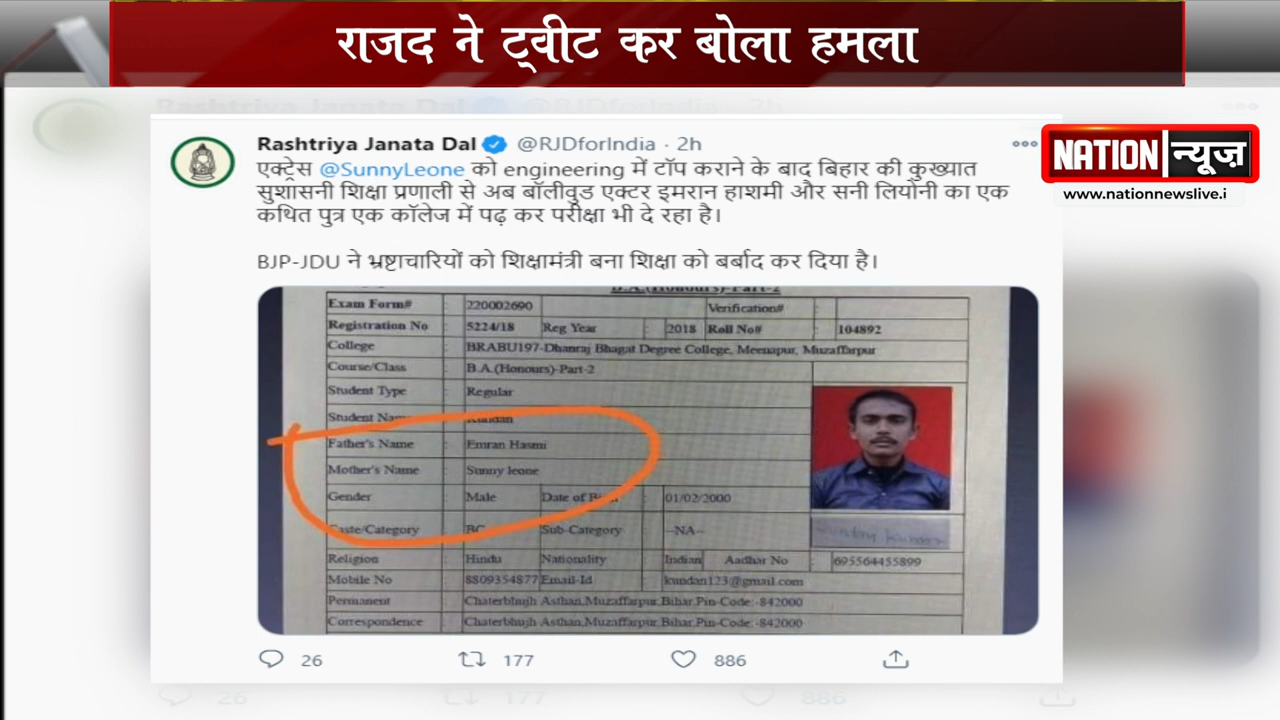 राजद ने ट्वीट कर बोला हमला
NATION न्यूज़
www.nationnewslive.i
Rashtriya Janata Dal @RJDforIndia · 2h
एक्ट्रेस @SunnyLeone को engineering में टॉप कराने के बाद बिहार की कुख्यात
सुशासनी शिक्षा प्रणाली से अब बॉलीवुड एक्टर इमरान हाशमी और सनी लियोनी का एक
कथित पुत्र एक कॉलेज में पढ़ कर परीक्षा भी दे रहा है।
BJP-JDU ने भ्रष्टाचारियों को शिक्षामंत्री बना शिक्षा को बर्बाद कर दिया है।
B.A.(Honours)-Part-2
Exam Form# : 220002690 Verification# :
Registration No : 5224/18 Reg Year : 2018 Roll No# : 104892
College : BRABU197-Dhanraj Bhagat Degree College, Meenapur, Muzaffarpur
Course/Class : B.A.(Honours)-Part-2
Student Type : Regular
Student Name : Kundan
Father's Name : Emran Hasmi
Mother's Name : Sunny leone
Gender : Male Date of Birth : 01/02/2000
Caste/Category : BC Sub-Category : --NA--
Religion : Hindu Nationality : Indian Aadhar No : 695564455899
Mobile No : 8809354877 Email-Id : kundan123@gmail.com
Permanent : Chaterbhujh Asthan,Muzaffarpur,Bihar,Pin-Code:-842000
Correspondence : Chaterbhujh Asthan,Muzaffarpur,Bihar,Pin-Code:-842000
26 177 886